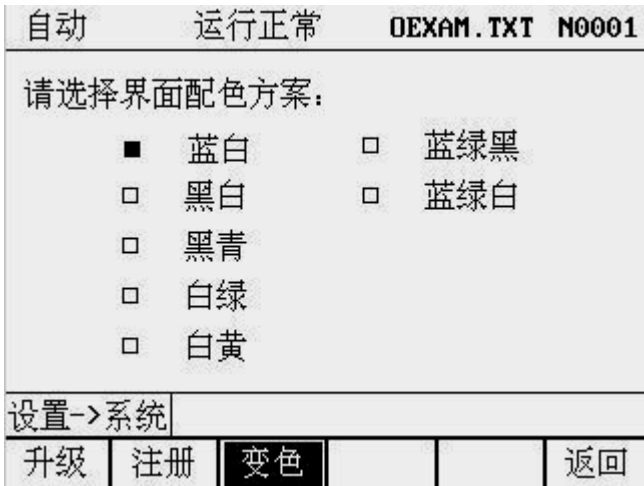 自动 运行正常 OEXAM.TXT N0001
请选择界面配色方案：
■ 蓝白 □ 蓝绿黑
□ 黑白 □ 蓝绿白
□ 黑青
□ 白绿
□ 白黄
设置->系统
升级 注册 变色 返回